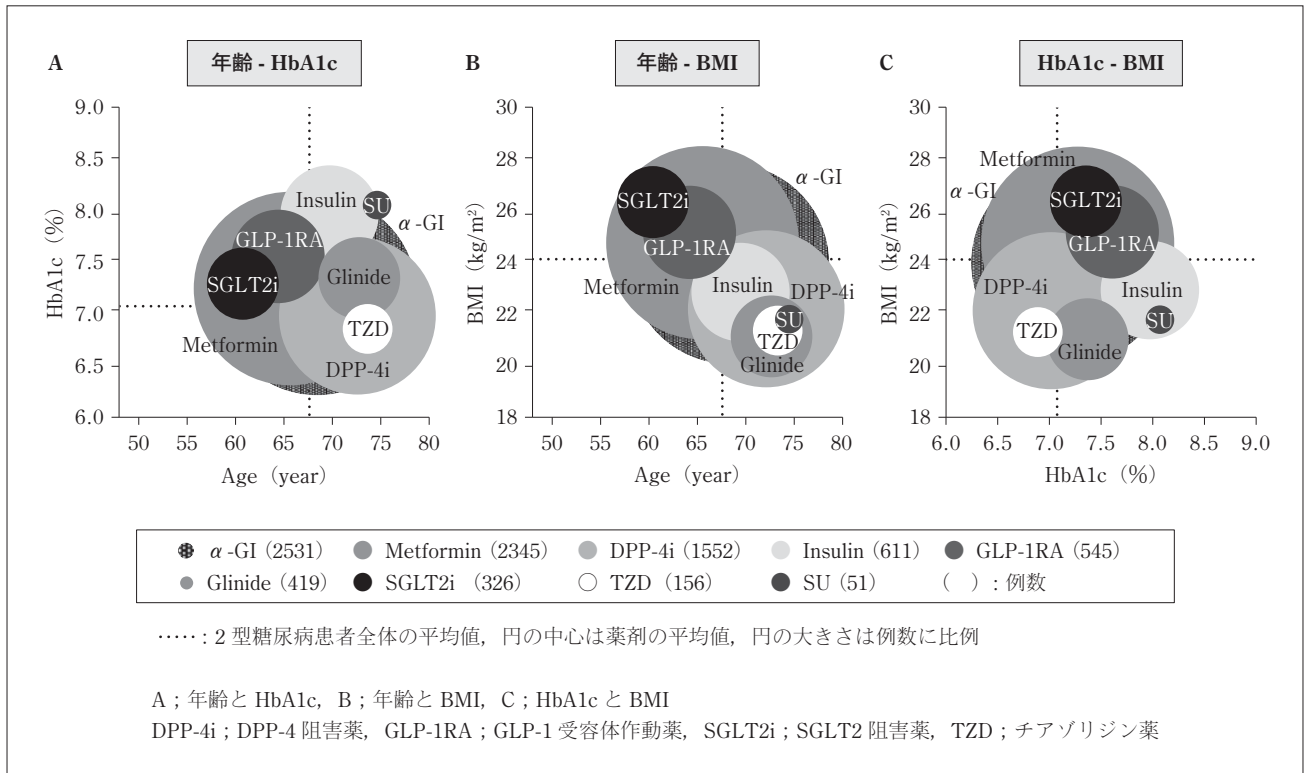 A
年齢 - HbA1c
HbA1c（%）
9.0
8.5
8.0
7.5
7.0
6.5
6.0
50 55 60 65 70 75 80
Age（year）
Insulin
SU
α-GI
GLP-1RA
Glinide
SGLT2i
TZD
Metformin
DPP-4i
B
年齢 - BMI
BMI（kg/m²）
30
28
26
24
22
20
18
50 55 60 65 70 75 80
Age（year）
α-GI
SGLT2i
GLP-1RA
Metformin
Insulin
DPP-4i
SU
TZD
Glinide
C
HbA1c - BMI
BMI（kg/m²）
30
28
26
24
22
20
18
6.0 6.5 7.0 7.5 8.0 8.5 9.0
HbA1c（%）
Metformin
α-GI
SGLT2i
GLP-1RA
DPP-4i
Insulin
TZD
SU
Glinide
α-GI（2531） Metformin（2345） DPP-4i（1552） Insulin（611） GLP-1RA（545）
Glinide（419） SGLT2i （326） TZD（156） SU（51） （ ）: 例数
‥‥‥: 2 型糖尿病患者全体の平均値，円の中心は薬剤の平均値，円の大きさは例数に比例
A；年齢と HbA1c，B；年齢と BMI，C；HbA1c と BMI
DPP-4i；DPP-4 阻害薬，GLP-1RA；GLP-1 受容体作動薬，SGLT2i；SGLT2 阻害薬，TZD；チアゾリジン薬